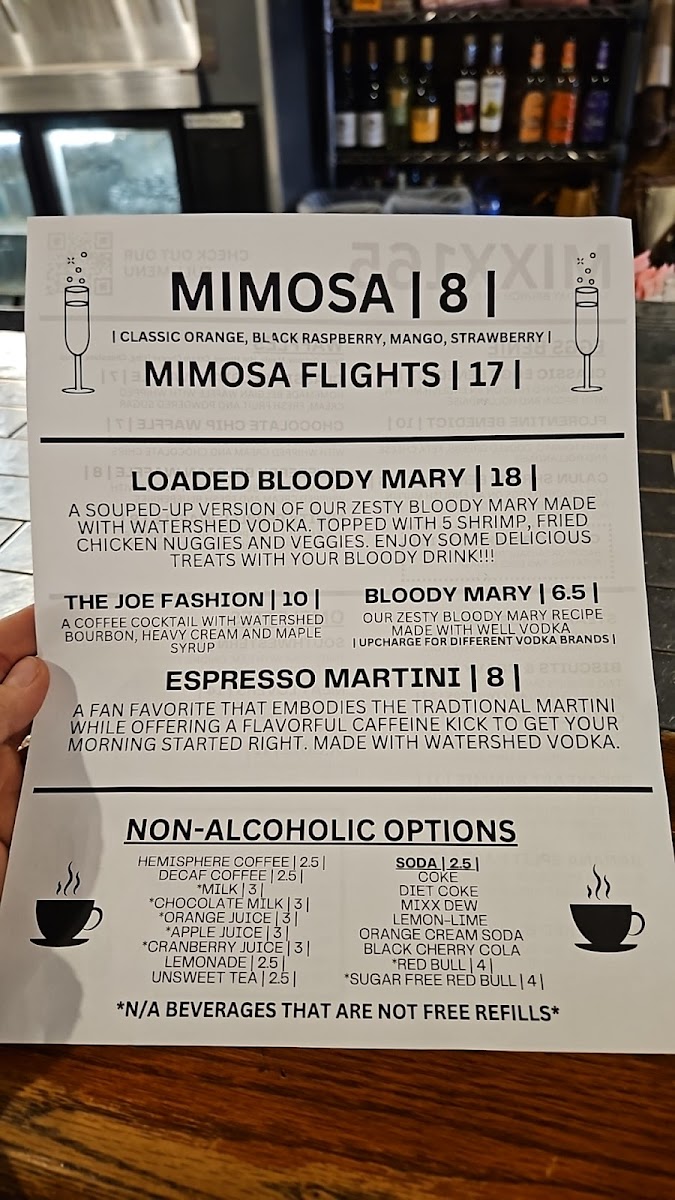 MIMOSA | 8 |
| CLASSIC ORANGE, BLACK RASPBERRY, MANGO, STRAWBERRY |
MIMOSA FLIGHTS | 17 |
LOADED BLOODY MARY | 18 |
A SOUPED-UP VERSION OF OUR ZESTY BLOODY MARY MADE
WITH WATERSHED VODKA. TOPPED WITH 5 SHRIMP, FRIED
CHICKEN NUGGIES AND VEGGIES. ENJOY SOME DELICIOUS
TREATS WITH YOUR BLOODY DRINK!!!
THE JOE FASHION | 10 |
A COFFEE COCKTAIL WITH WATERSHED
BOURBON, HEAVY CREAM AND MAPLE
SYRUP
BLOODY MARY | 6.5 |
OUR ZESTY BLOODY MARY RECIPE
MADE WITH WELL VODKA
| UPCHARGE FOR DIFFERENT VODKA BRANDS |
ESPRESSO MARTINI | 8 |
A FAN FAVORITE THAT EMBODIES THE TRADTIONAL MARTINI
WHILE OFFERING A FLAVORFUL CAFFEINE KICK TO GET YOUR
MORNING STARTED RIGHT. MADE WITH WATERSHED VODKA.
NON-ALCOHOLIC OPTIONS
HEMISPHERE COFFEE | 2.5 |
DECAF COFFEE | 2.5 |
*MILK | 3 |
*CHOCOLATE MILK | 3 |
*ORANGE JUICE | 3 |
*APPLE JUICE | 3 |
*CRANBERRY JUICE | 3 |
LEMONADE | 2.5 |
UNSWEET TEA | 2.5 |
SODA | 2.5 |
COKE
DIET COKE
MIXX DEW
LEMON-LIME
ORANGE CREAM SODA
BLACK CHERRY COLA
*RED BULL | 4 |
*SUGAR FREE RED BULL | 4 |
*N/A BEVERAGES THAT ARE NOT FREE REFILLS*